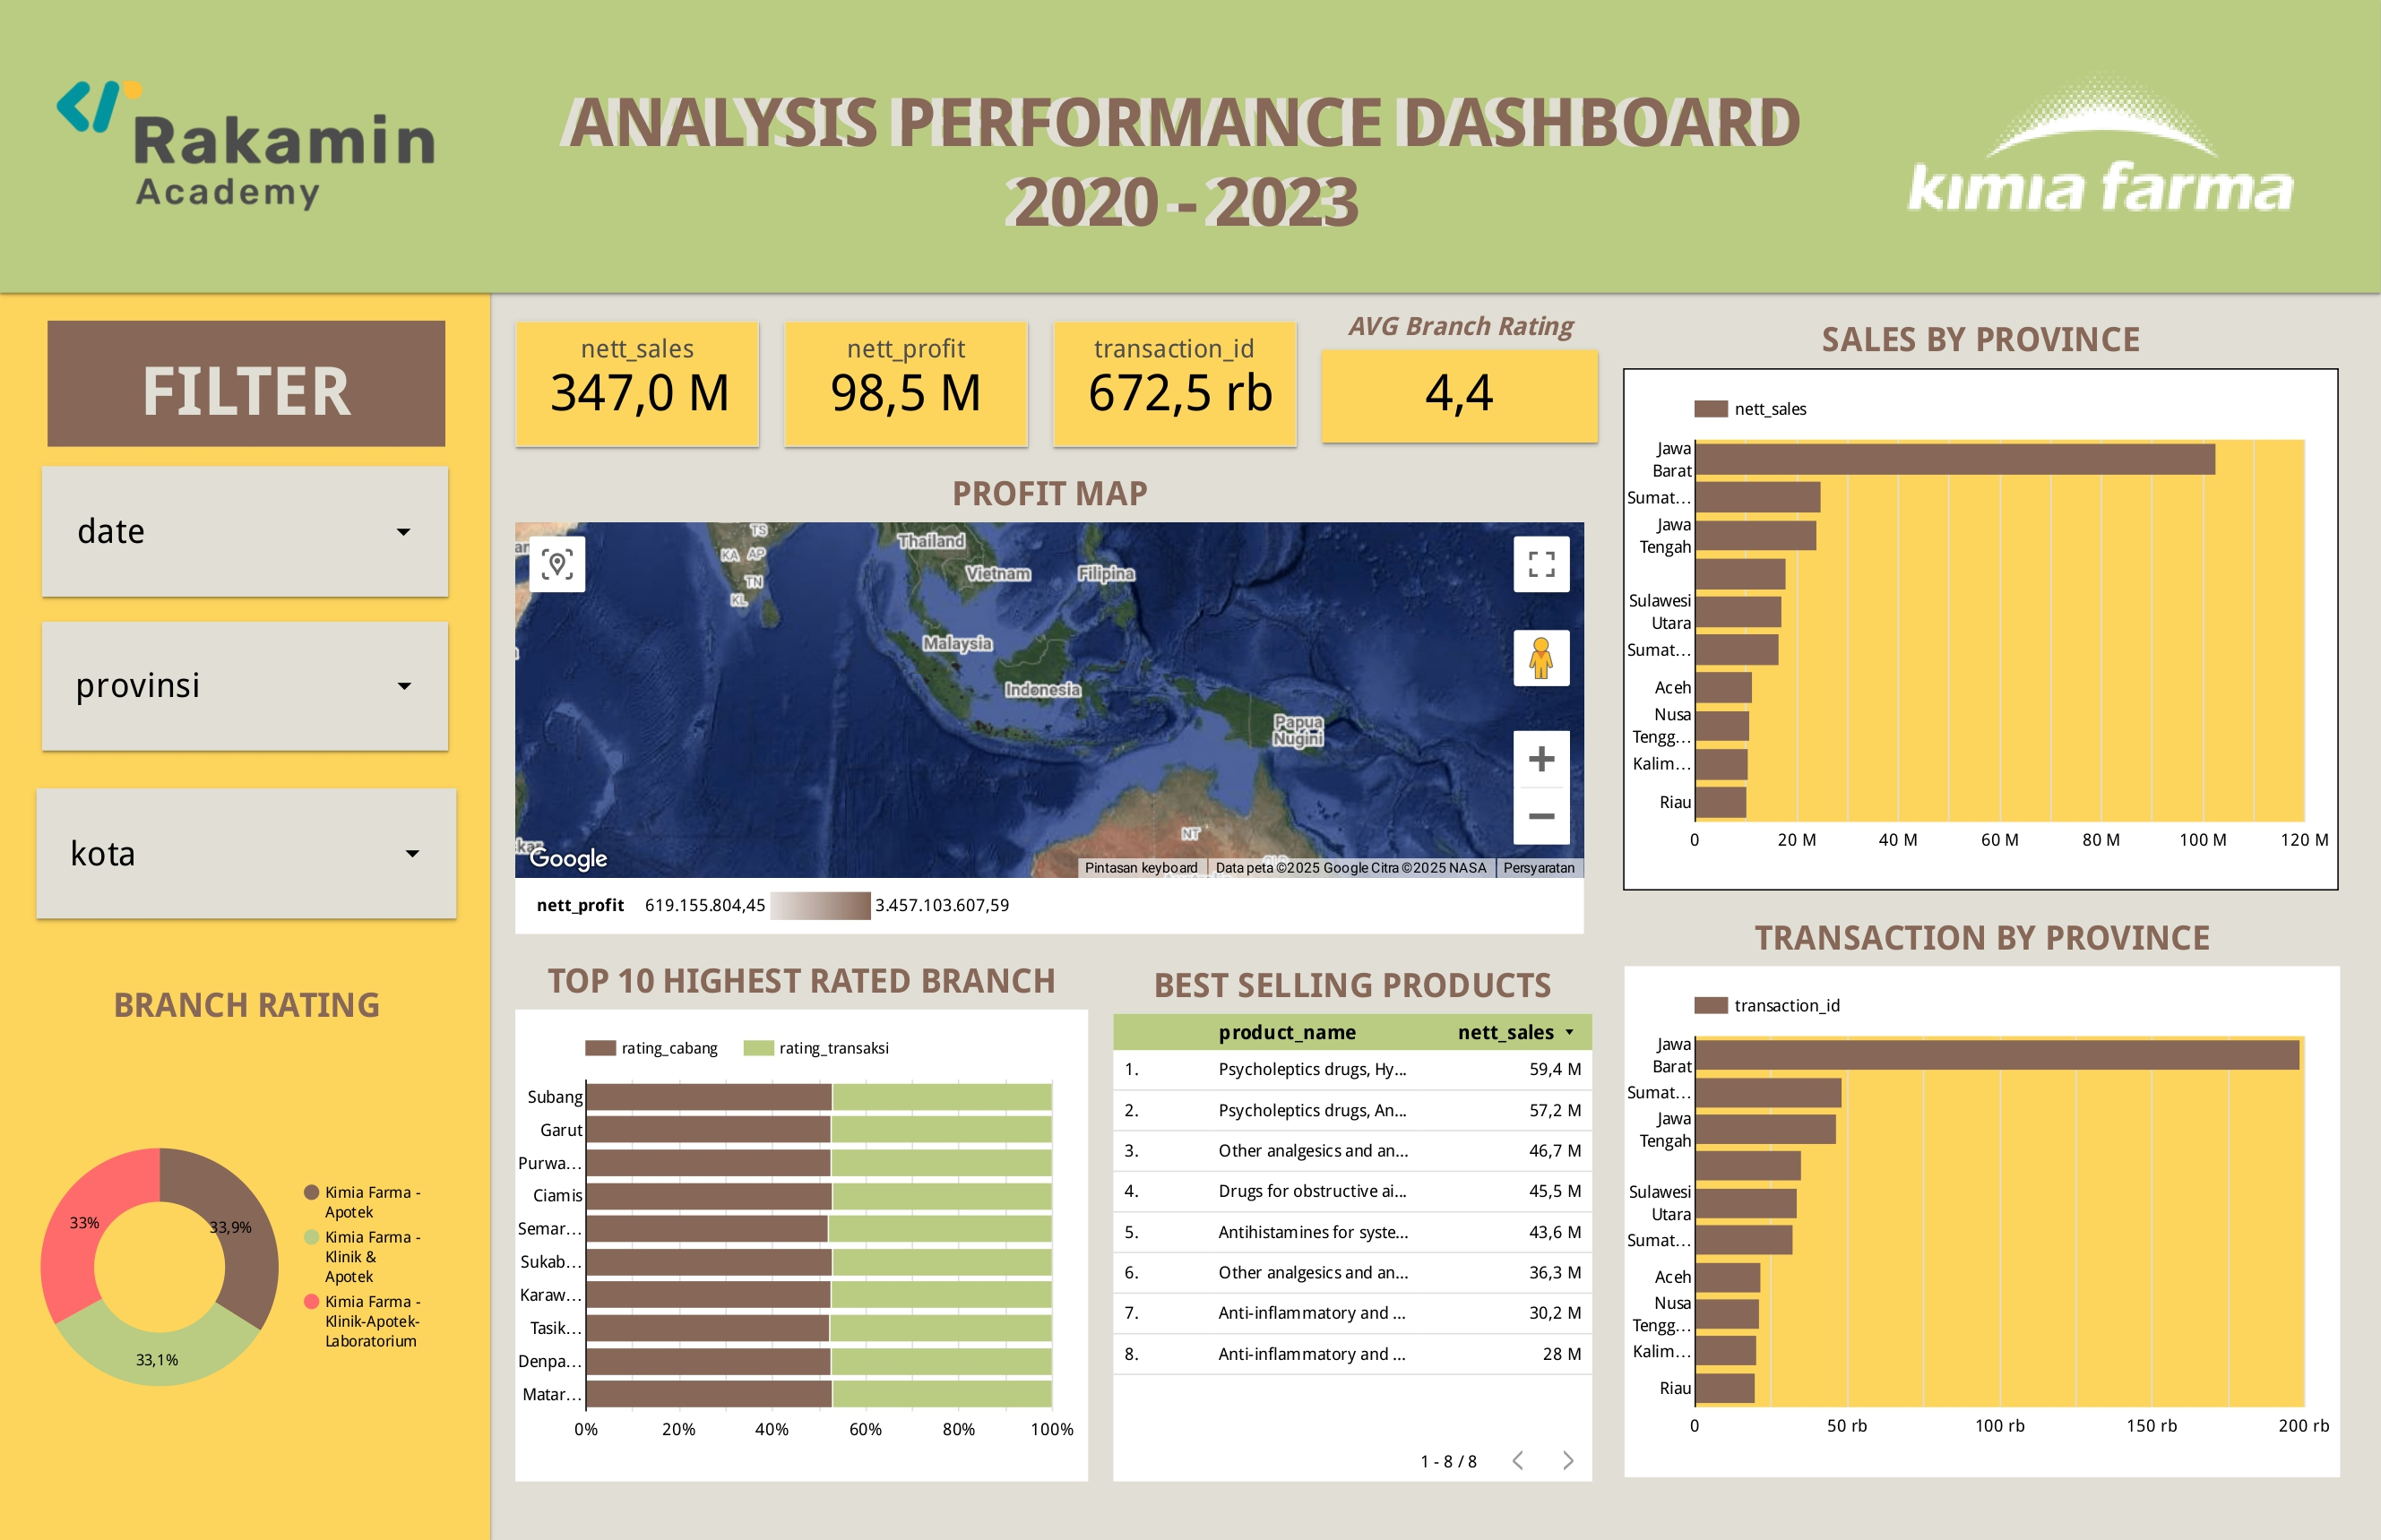 Rakamin
Academy
ANALYSIS PERFORMANCE DASHBOARD
2020 - 2023
kimia farma
FILTER
date
provinsi
kota
BRANCH RATING
33%
33,9%
33,1%
Kimia Farma -
Apotek
Kimia Farma -
Klinik &
Apotek
Kimia Farma -
Klinik-Apotek-
Laboratorium
nett_sales
347,0 M
nett_profit
98,5 M
transaction_id
672,5 rb
AVG Branch Rating
4,4
PROFIT MAP
TS
KA AP
TN
KL
Thailand
Vietnam
Filipina
Malaysia
Indonesia
Papua
Nugini
NT
Google
Pintasan keyboard
Data peta ©2025 Google Citra ©2025 NASA
Persyaratan
nett_profit 619.155.804,45 3.457.103.607,59
TOP 10 HIGHEST RATED BRANCH
rating_cabang rating_transaksi
Subang
Garut
Purwa…
Ciamis
Semar…
Sukab…
Karaw…
Tasik…
Denpa…
Matar…
0% 20% 40% 60% 80% 100%
BEST SELLING PRODUCTS
product_name nett_sales
1. Psycholeptics drugs, Hy... 59,4 M
2. Psycholeptics drugs, An... 57,2 M
3. Other analgesics and an... 46,7 M
4. Drugs for obstructive ai... 45,5 M
5. Antihistamines for syste... 43,6 M
6. Other analgesics and an... 36,3 M
7. Anti-inflammatory and ... 30,2 M
8. Anti-inflammatory and ... 28 M
1 - 8 / 8
SALES BY PROVINCE
nett_sales
Jawa
Barat
Sumat…
Jawa
Tengah
Sulawesi
Utara
Sumat…
Aceh
Nusa
Tengg…
Kalim…
Riau
0 20 M 40 M 60 M 80 M 100 M 120 M
TRANSACTION BY PROVINCE
transaction_id
Jawa
Barat
Sumat…
Jawa
Tengah
Sulawesi
Utara
Sumat…
Aceh
Nusa
Tengg…
Kalim…
Riau
0 50 rb 100 rb 150 rb 200 rb